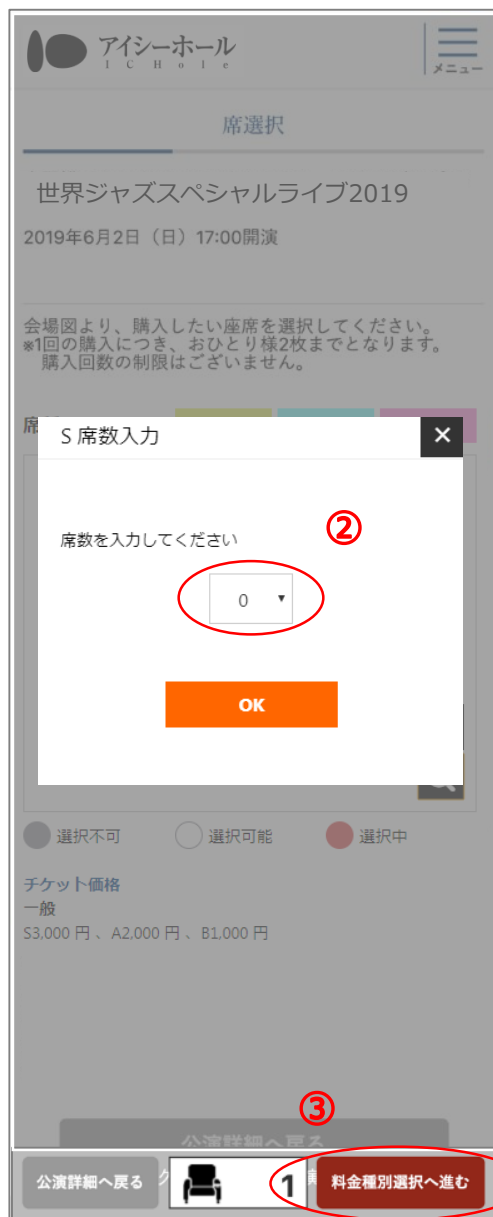 アイシーホール
ICHole
メニュー
席選択
世界ジャズスペシャルライブ2019
2019年6月2日（日）17:00開演
会場図より、購入したい座席を選択してください。
※1回の購入につき、おひとり様2枚までとなります。
購入回数の制限はございません。
席
S 席数入力
×
②
席数を入力してください
0 ▼
OK
選択不可
選択可能
選択中
チケット価格
一般
S3,000 円 、 A2,000 円 、 B1,000 円
③
公演詳細へ戻る
公演詳細へ戻る
1
料金種別選択へ進む